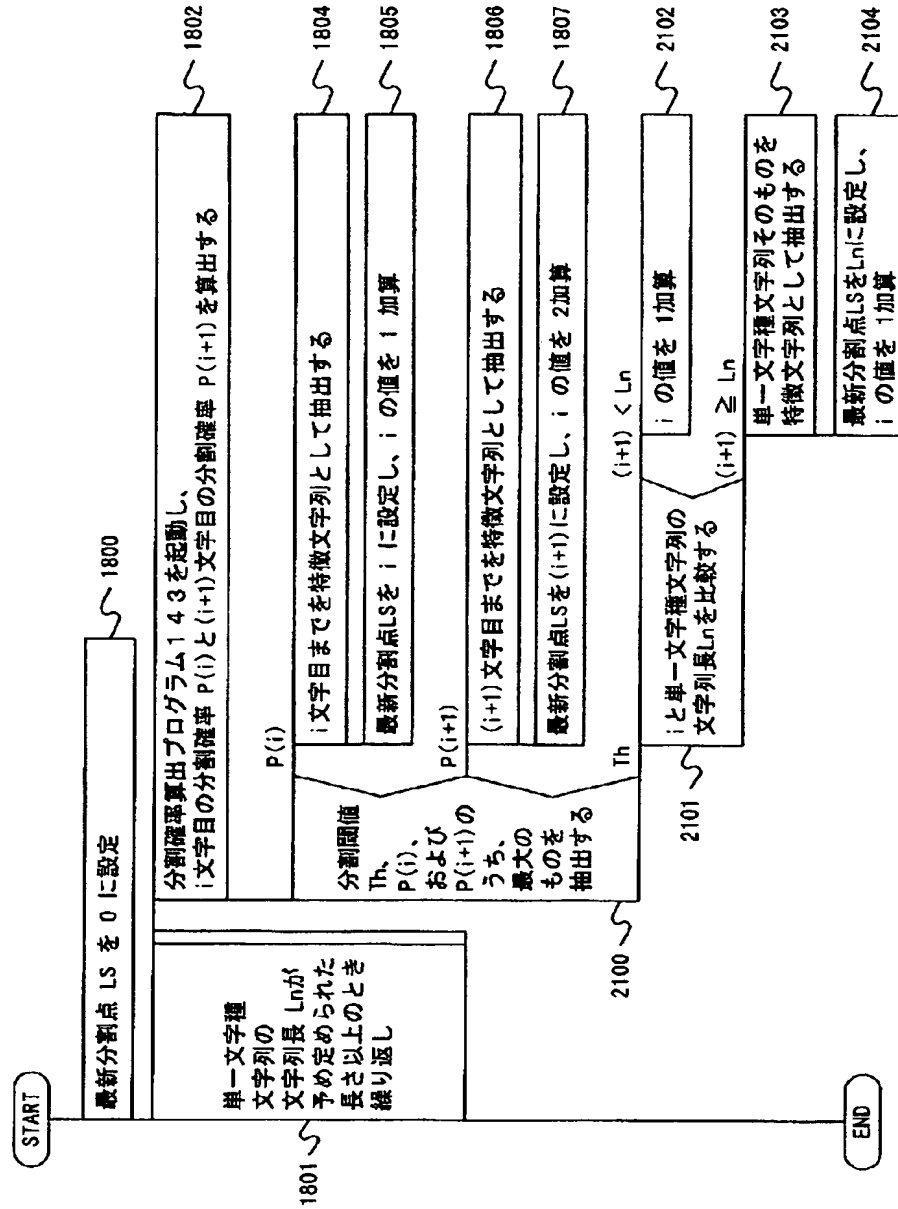 START
最新分割点 LS を 0 に設定
1800
単一文字種
文字列の
文字列長 Lnが
予め定められた
長さ以上のとき
繰り返し
1801
分割確率算出プログラム143を起動し、
i文字目の分割確率 P(i)と(i+1)文字目の分割確率 P(i+1)を算出する
1802
分割閾値
Th、
P(i)、
および
P(i+1)の
うち、
最大の
ものを
抽出する
2100
P(i)
i文字目までを特徴文字列として抽出する
1804
最新分割点LSを i に設定し、i の値を 1 加算
1805
P(i+1)
(i+1)文字目までを特徴文字列として抽出する
1806
最新分割点LSを(i+1)に設定し、i の値を 2加算
1807
Th
iと単一文字種文字列の
文字列長Lnを比較する
2101
(i+1) < Ln
i の値を 1加算
2102
(i+1) ≧ Ln
単一文字種文字列そのものを
特徴文字列として抽出する
2103
最新分割点LSをLnに設定し、
i の値を 1加算
2104
END